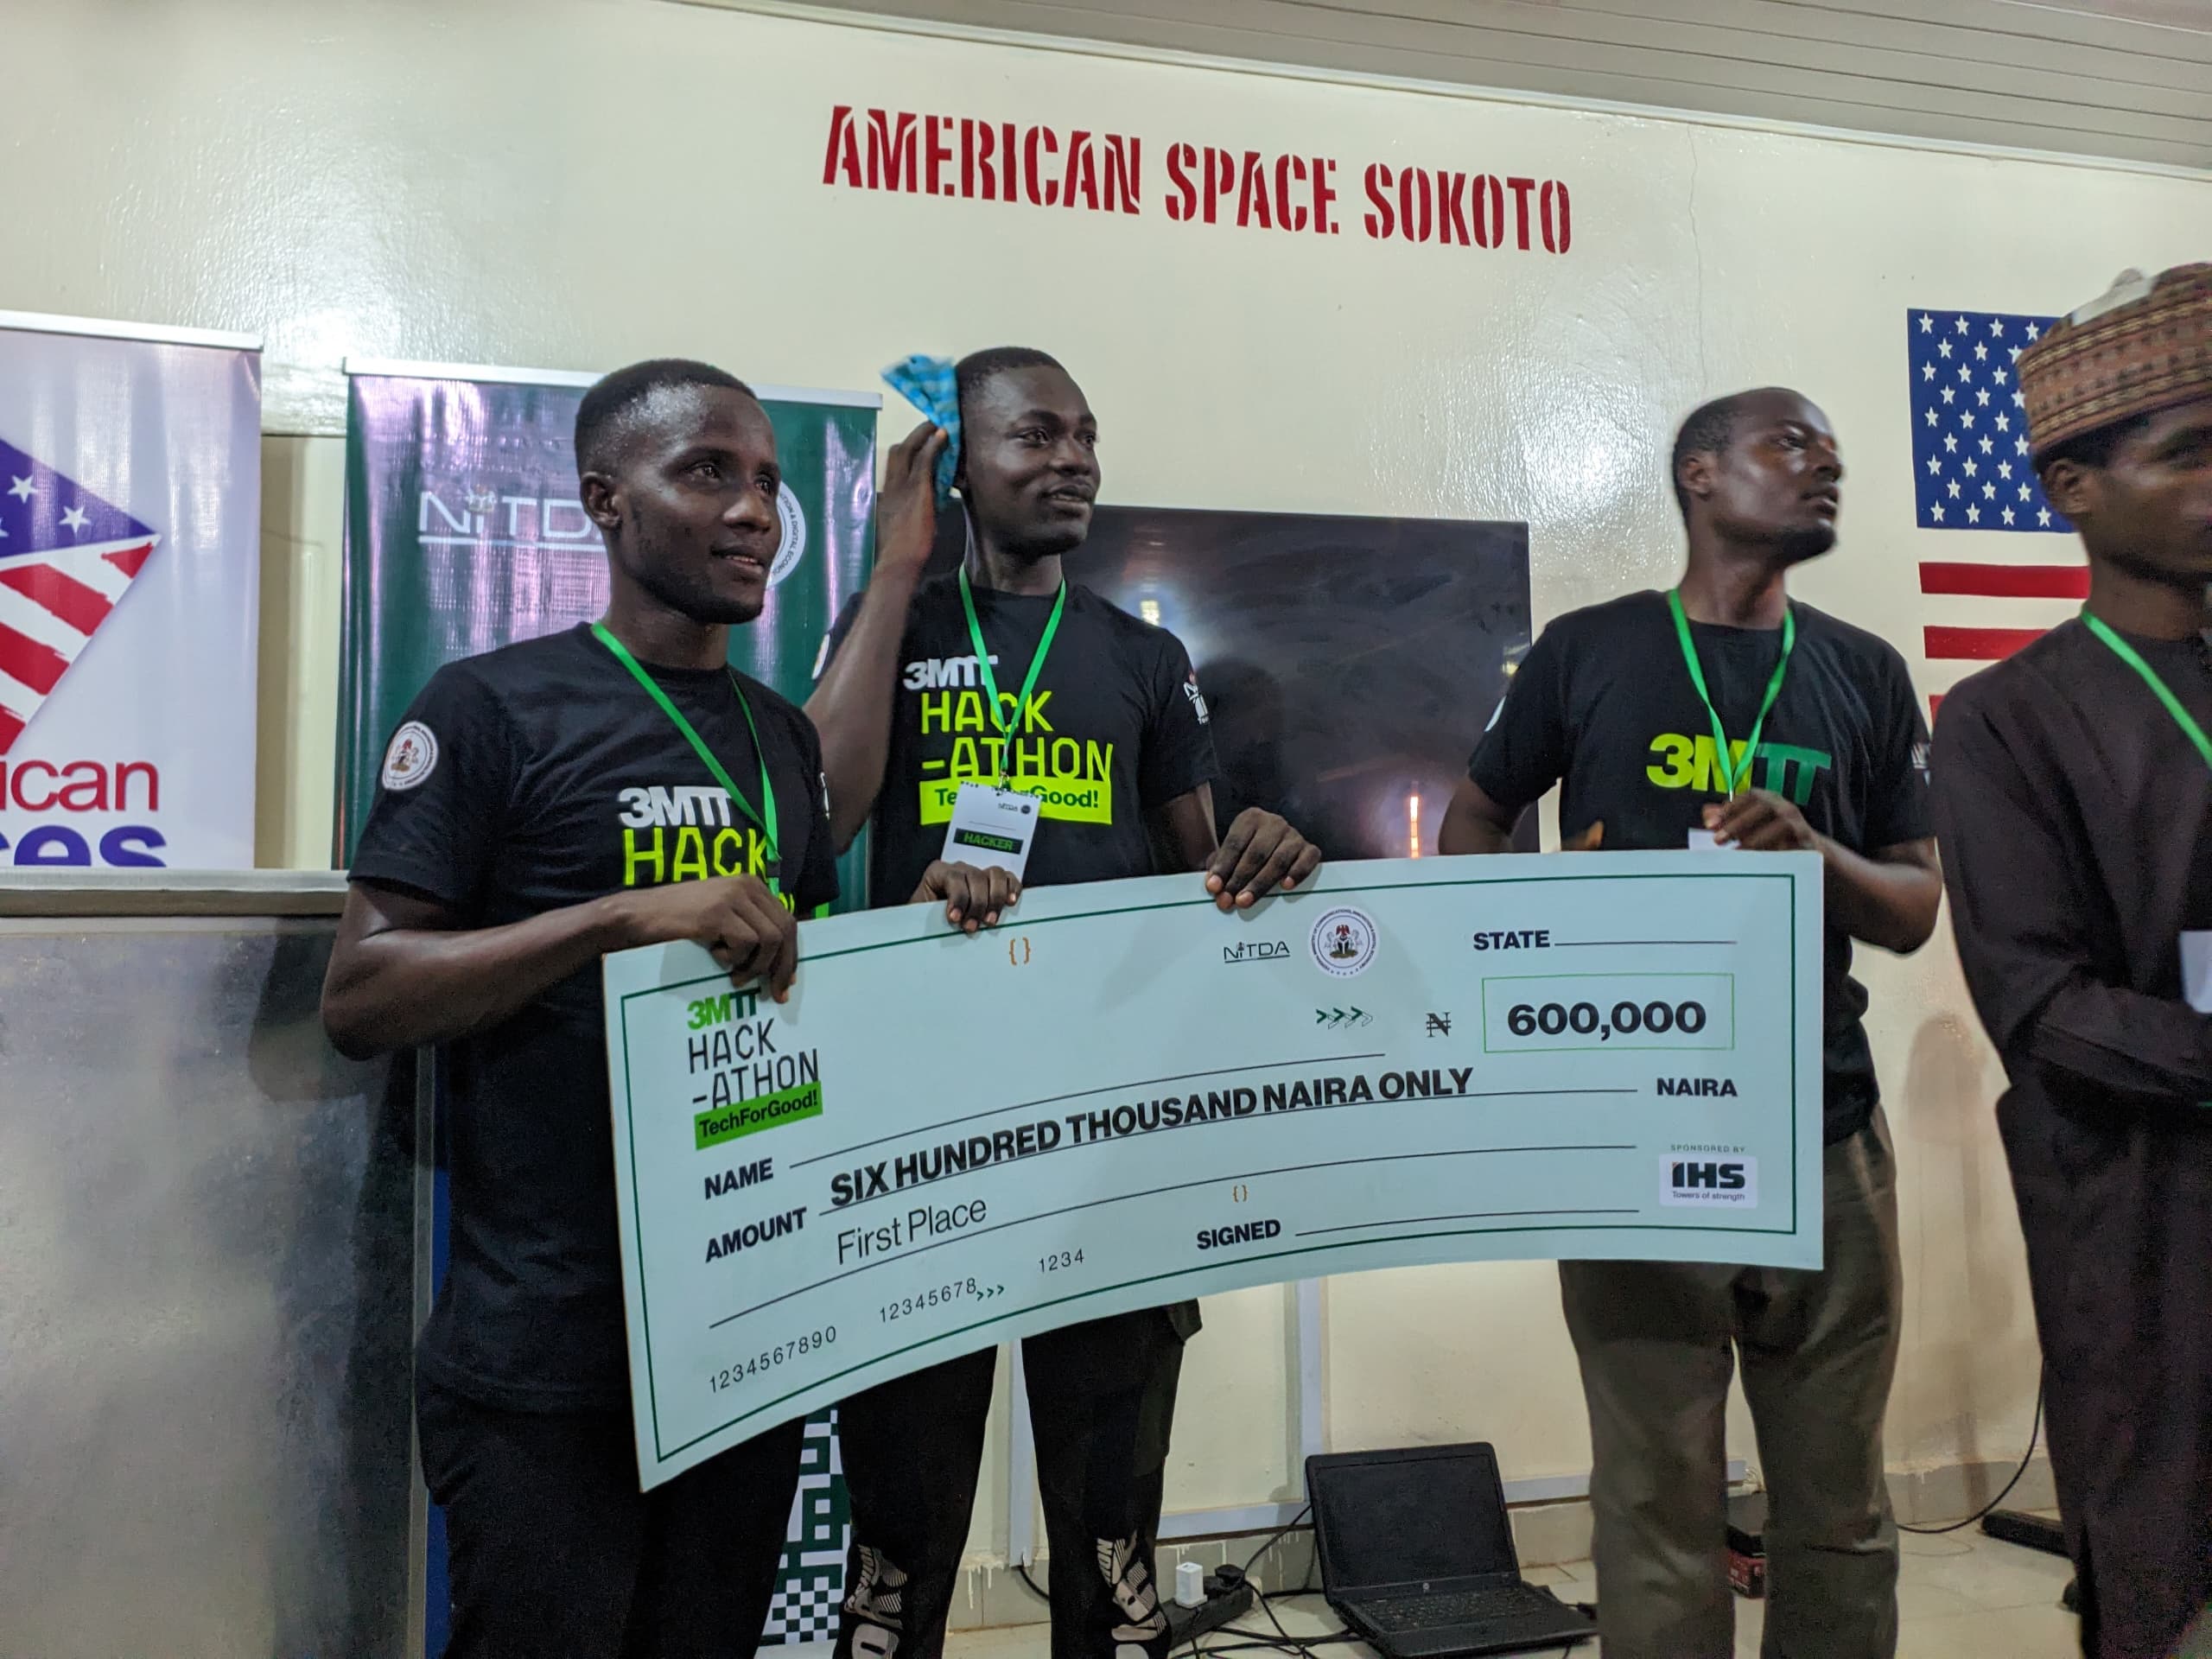 AMERICAN SPACE SOKOTO
NiTDA
ican
ces
3MTT
HACK
3MTT
HACK
-ATHON
Good!
HACKER
3MTT
3MTT
HACK
-ATHON
TechForGood!
{}
NiTDA
STATE
₦ 600,000
NAME
AMOUNT SIX HUNDRED THOUSAND NAIRA ONLY NAIRA
First Place
{}
SIGNED
SPONSORED BY
IHS
Towers of strength
1234567890 12345678>>> 1234